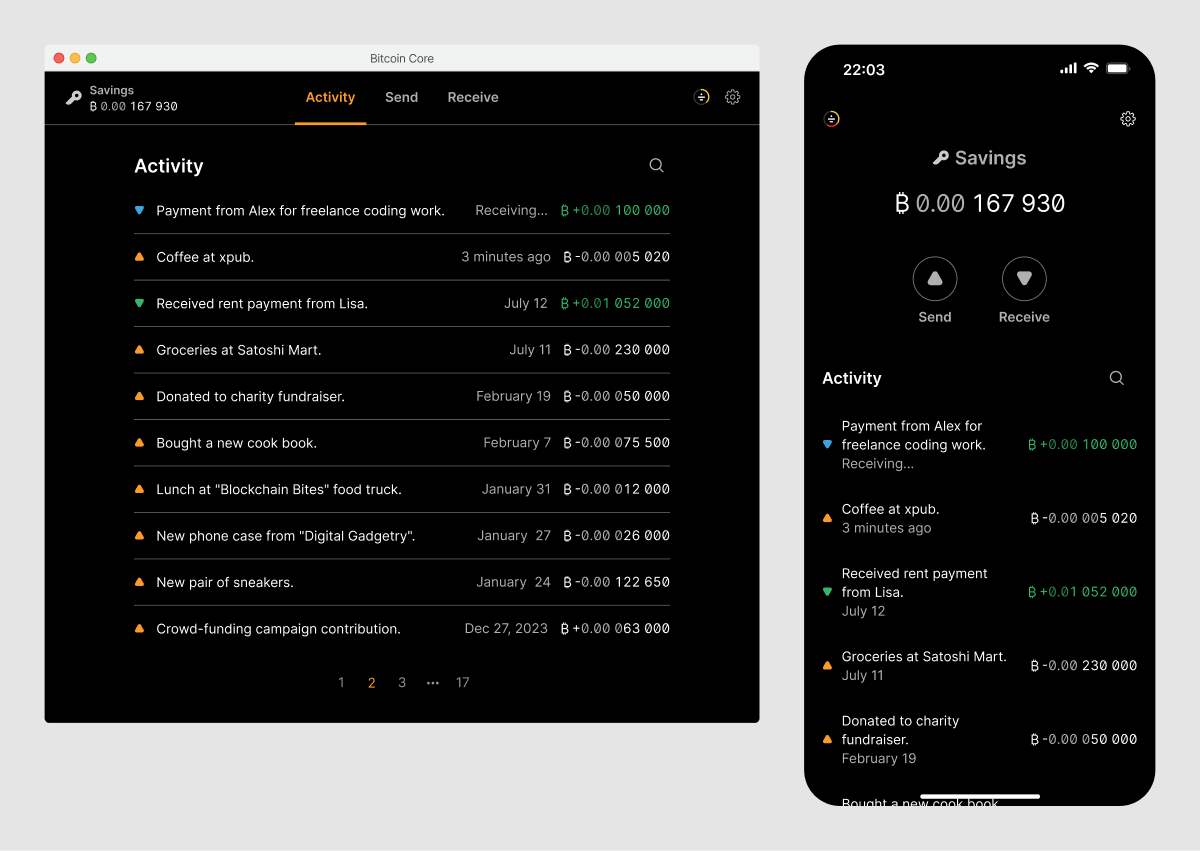 Bitcoin Core
Savings
₿ 0.00 167 930
Activity Send Receive
Activity
Payment from Alex for freelance coding work. Receiving... ₿ +0.00 100 000
Coffee at xpub. 3 minutes ago ₿ -0.00 005 020
Received rent payment from Lisa. July 12 ₿ +0.01 052 000
Groceries at Satoshi Mart. July 11 ₿ -0.00 230 000
Donated to charity fundraiser. February 19 ₿ -0.00 050 000
Bought a new cook book. February 7 ₿ -0.00 075 500
Lunch at "Blockchain Bites" food truck. January 31 ₿ -0.00 012 000
New phone case from "Digital Gadgetry". January 27 ₿ -0.00 026 000
New pair of sneakers. January 24 ₿ -0.00 122 650
Crowd-funding campaign contribution. Dec 27, 2023 ₿ +0.00 063 000
1 2 3 ••• 17
22:03
Savings
₿ 0.00 167 930
Send Receive
Activity
Payment from Alex for
freelance coding work. ₿ +0.00 100 000
Receiving...
Coffee at xpub.
₿ -0.00 005 020
3 minutes ago
Received rent payment
from Lisa. ₿ +0.01 052 000
July 12
Groceries at Satoshi Mart.
₿ -0.00 230 000
July 11
Donated to charity
fundraiser. ₿ -0.00 050 000
February 19
Bought a new cook book